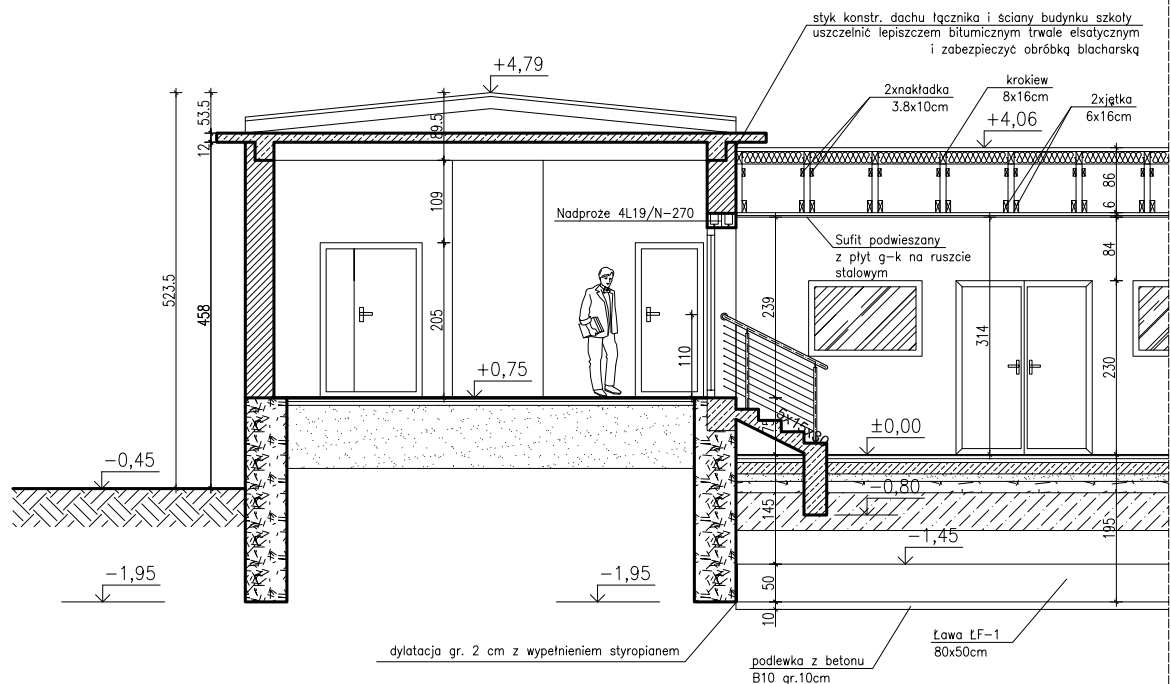 styk konstr. dachu łącznika i ściany budynku szkoły
uszczelnić lepiszczem bitumicznym trwale elsatycznym
i zabezpieczyć obróbką blacharską
+4,79
2xnakładka
3.8x10cm
krokiew
8x16cm
2xjętka
6x16cm
+4,06
53.5
12
89.5
86
6
109
Nadproże 4L19/N-270
Sufit podwieszany
z płyt g-k na ruszcie
stalowym
84
523.5
458
205
239
314
110
230
+0,75
±0,00
-0,45
-0,80
145
195
-1,45
-1,95
-1,95
50
10
dylatacja gr. 2 cm z wypełnieniem styropianem
podlewka z betonu
B10 gr.10cm
Ława ŁF-1
80x50cm